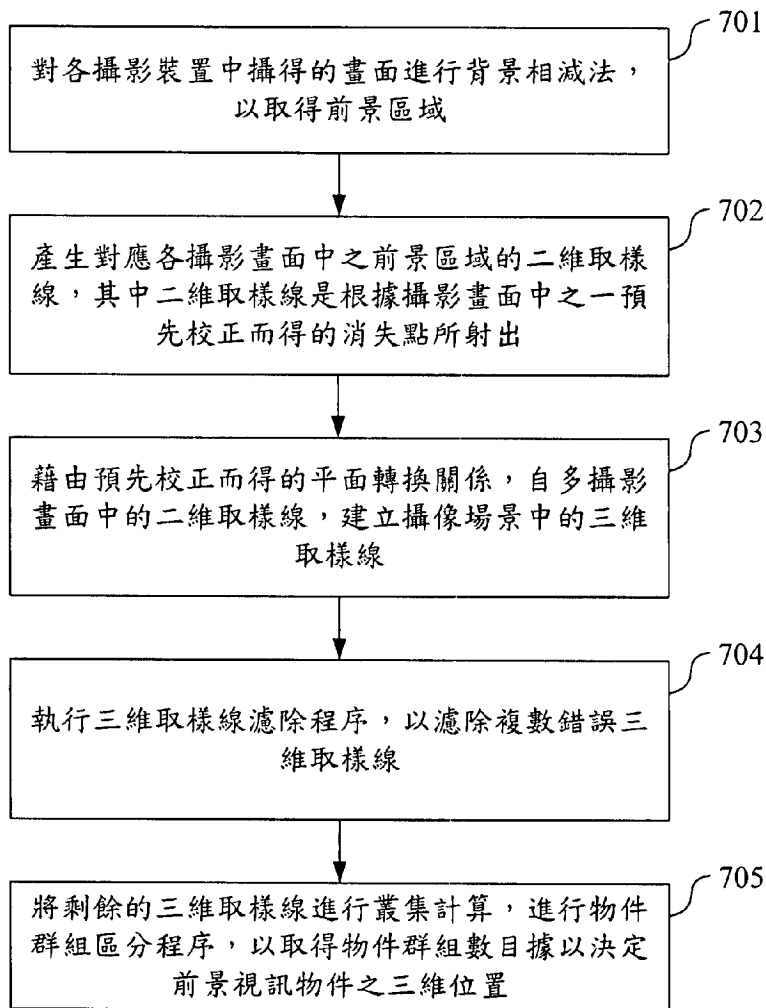 701
對各攝影裝置中攝得的畫面進行背景相減法，
以取得前景區域
702
產生對應各攝影畫面中之前景區域的二維取樣
線，其中二維取樣線是根據攝影畫面中之一預
先校正而得的消失點所射出
703
藉由預先校正而得的平面轉換關係，自多攝影
畫面中的二維取樣線，建立攝像場景中的三維
取樣線
704
執行三維取樣線濾除程序，以濾除複數錯誤三
維取樣線
705
將剩餘的三維取樣線進行叢集計算，進行物件
群組區分程序，以取得物件群組數目據以決定
前景視訊物件之三維位置